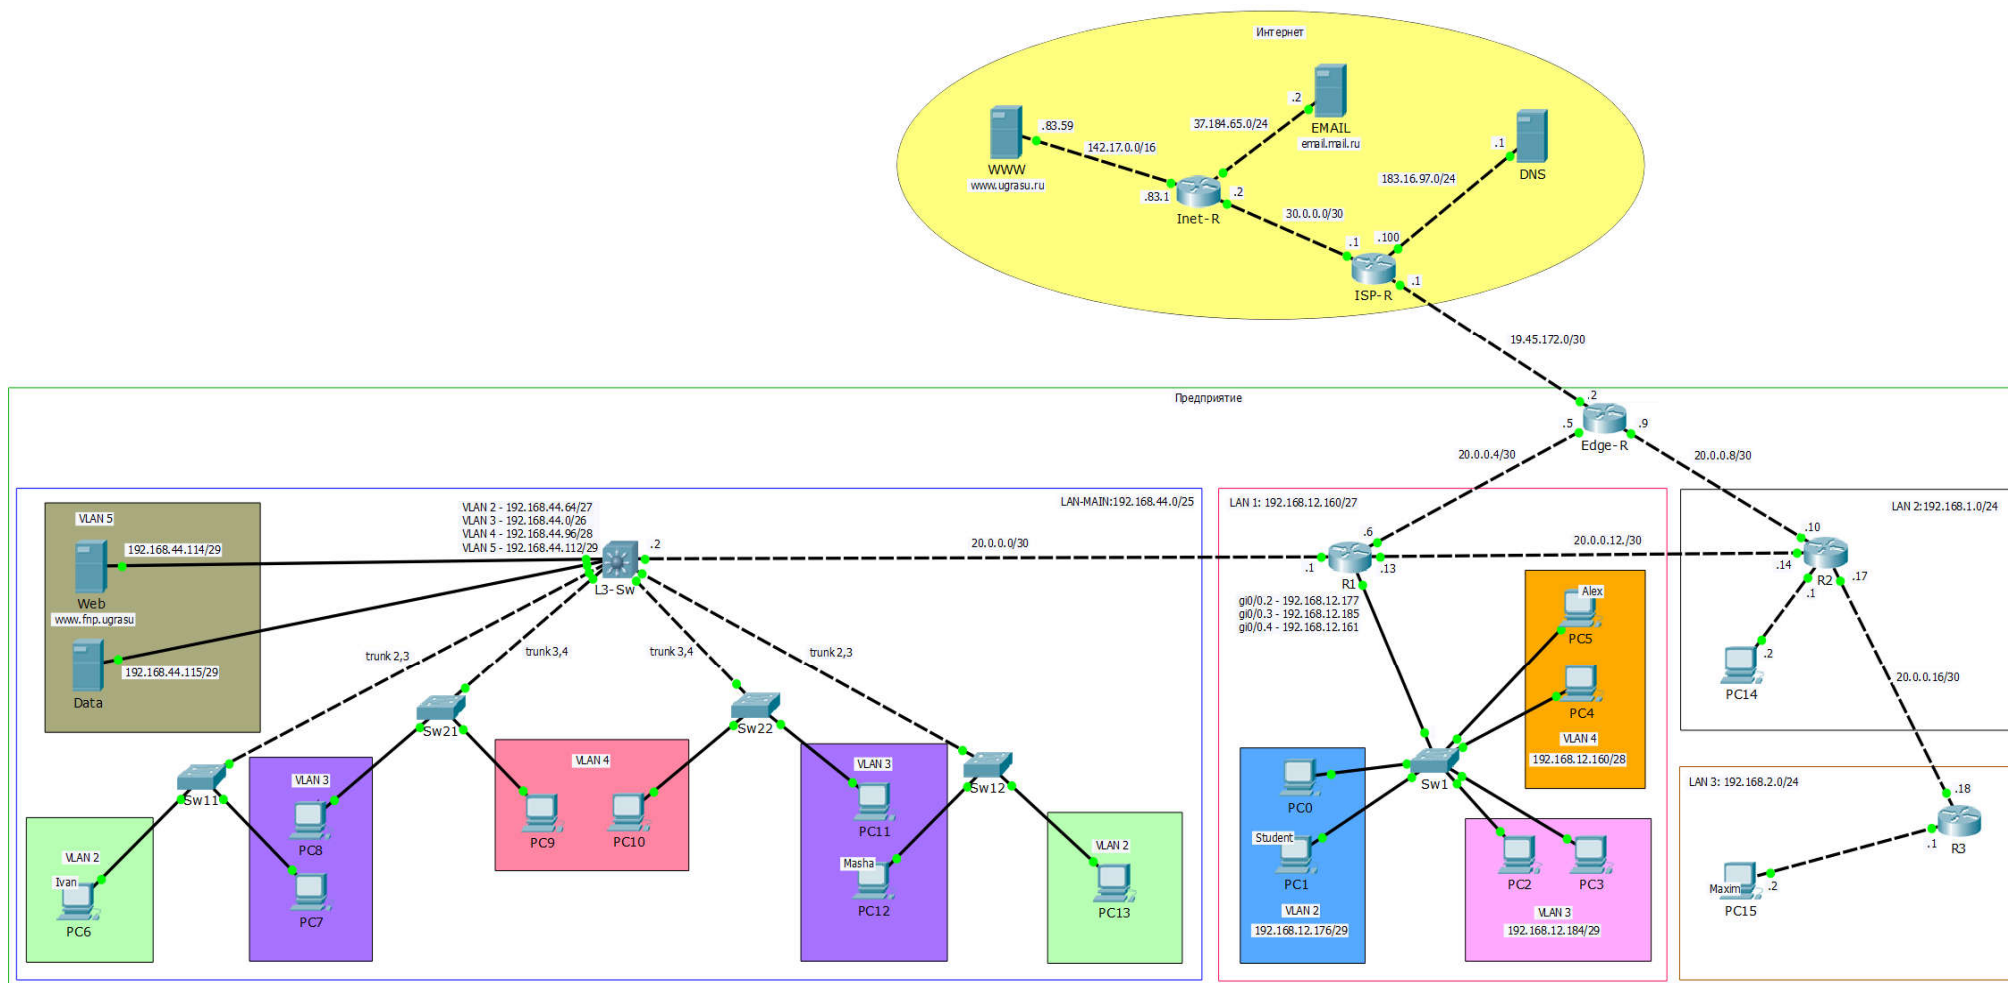 Интернет
.2
EMAIL
email.mail.ru
37.184.65.0/24
.83.59
142.17.0.0/16
WWW
www.ugrasu.ru
.1
DNS
183.16.97.0/24
.83.1
.2
Inet-R
30.0.0.0/30
.1
.100
ISP-R
.1
19.45.172.0/30
Предприятие
.2
.5
.9
Edge-R
20.0.0.4/30
20.0.0.8/30
LAN-MAIN:192.168.44.0/25
VLAN 5
192.168.44.114/29
Web
www.fnp.ugrasu
192.168.44.115/29
Data
VLAN 2 - 192.168.44.64/27
VLAN 3 - 192.168.44.0/26
VLAN 4 - 192.168.44.96/28
VLAN 5 - 192.168.44.112/29
.2
L3-Sw
20.0.0.0/30
trunk 2,3
trunk 3,4
trunk 3,4
trunk 2,3
Sw11
Sw21
Sw22
Sw12
VLAN 2
Ivan
PC6
VLAN 3
PC8
PC7
VLAN 4
PC9
PC10
VLAN 3
PC11
Masha
PC12
VLAN 2
PC13
LAN 1: 192.168.12.160/27
.6
.1
.13
R1
gi0/0.2 - 192.168.12.177
gi0/0.3 - 192.168.12.185
gi0/0.4 - 192.168.12.161
20.0.0.12./30
Alex
PC5
PC4
VLAN 4
192.168.12.160/28
Sw1
PC0
Student
PC1
VLAN 2
192.168.12.176/29
PC2
PC3
VLAN 3
192.168.12.184/29
LAN 2:192.168.1.0/24
.10
.14
R2
.17
.1
.2
PC14
20.0.0.16/30
LAN 3: 192.168.2.0/24
.18
.1
R3
Maxim
.2
PC15